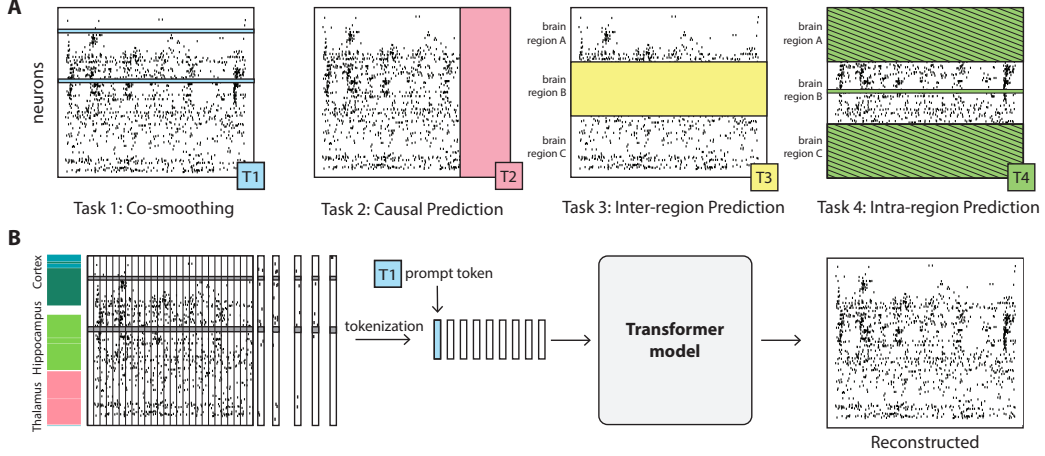 A
neurons
T1
Task 1: Co-smoothing
T2
Task 2: Causal Prediction
brain
region A
brain
region B
brain
region C
T3
Task 3: Inter-region Prediction
brain
region A
brain
region B
brain
region C
T4
Task 4: Intra-region Prediction
B
Cortex
Hippocampus
Thalamus
tokenization
T1
prompt token
Transformer
model
Reconstructed